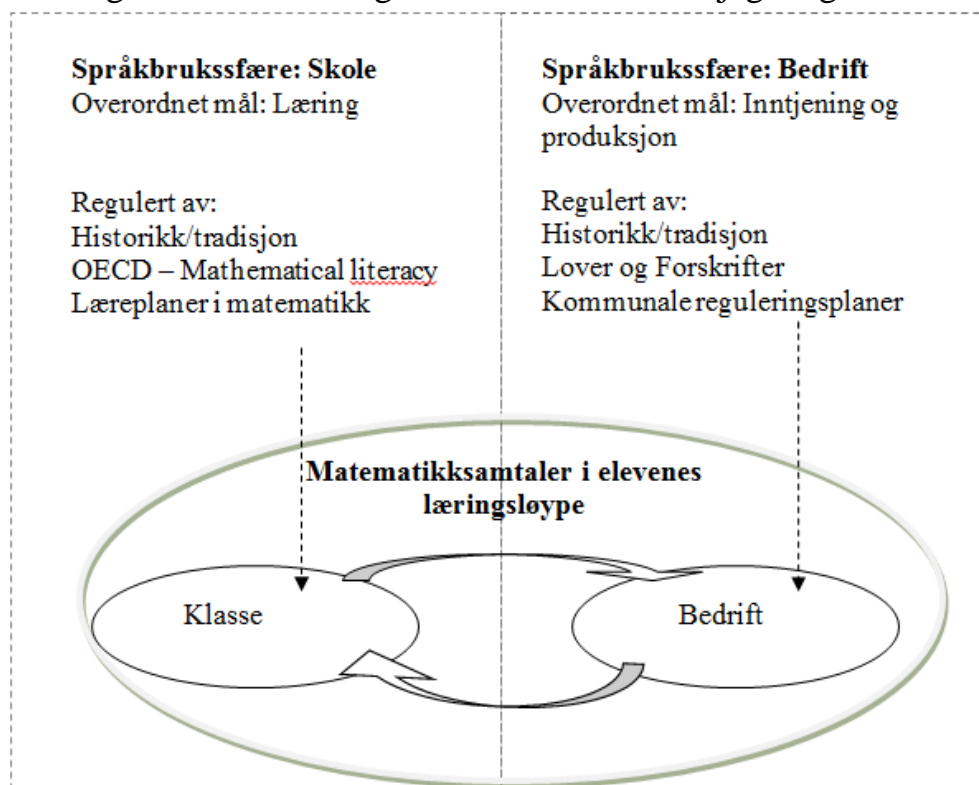 Språkbrukssfære: Skole
Overordnet mål: Læring
Regulert av:
Historikk/tradisjon
OECD – Mathematical literacy
Læreplaner i matematikk
Språkbrukssfære: Bedrift
Overordnet mål: Inntjening og
produksjon
Regulert av:
Historikk/tradisjon
Lover og Forskrifter
Kommunale reguleringsplaner
Matematikksamtaler i elevenes
læringsløype
Klasse
Bedrift